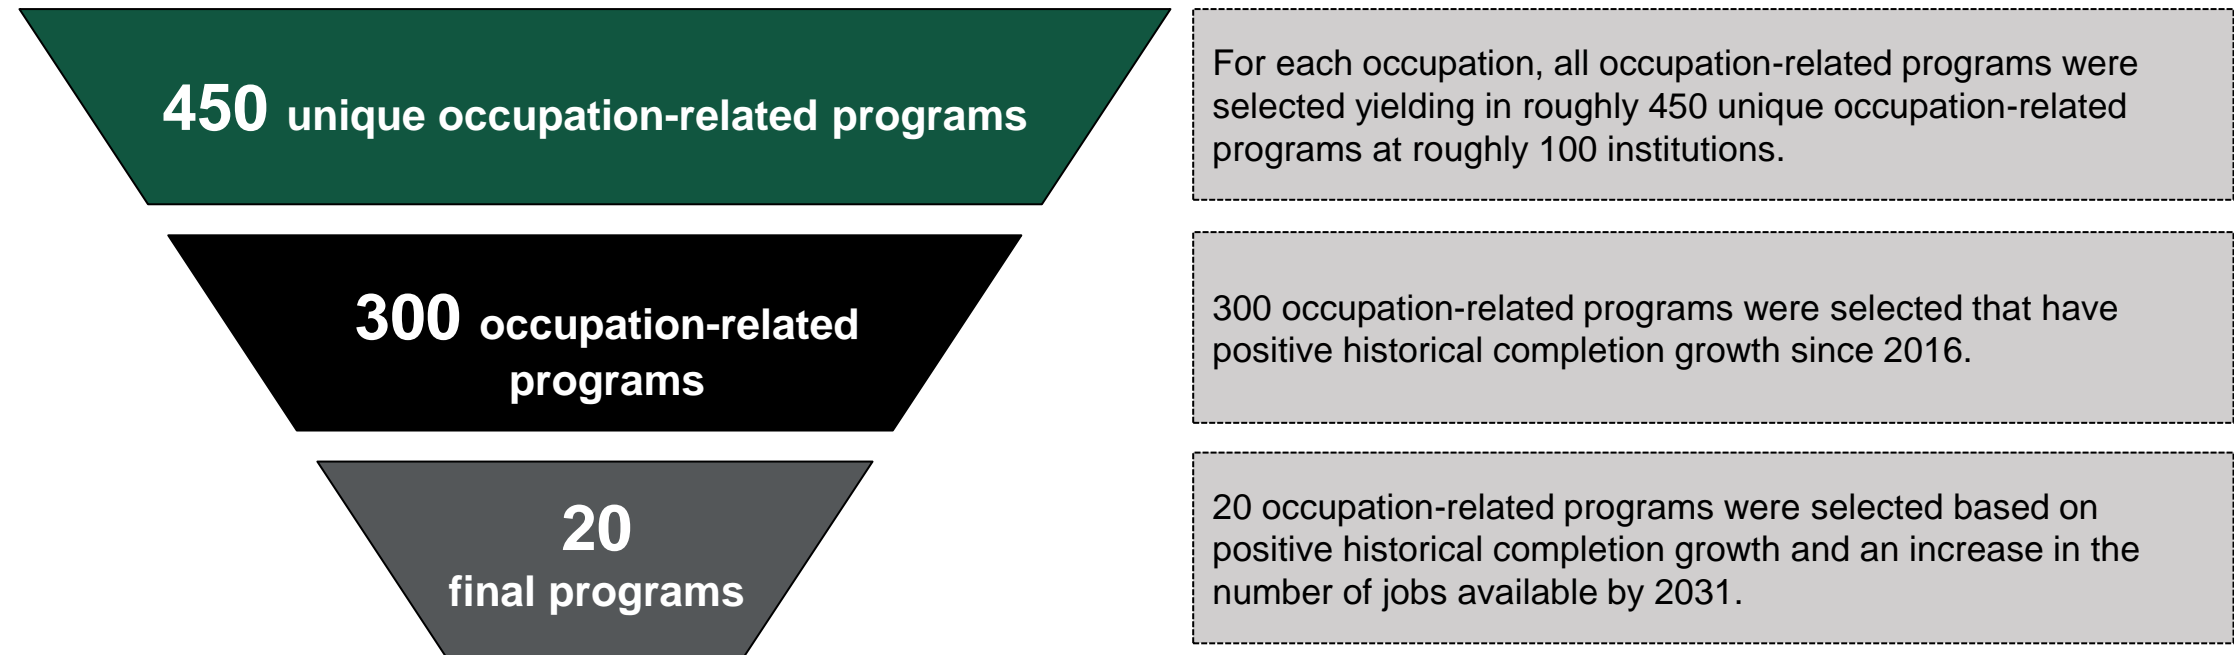 450 unique occupation-related programs
For each occupation, all occupation-related programs were
selected yielding in roughly 450 unique occupation-related
programs at roughly 100 institutions.
300 occupation-related
programs
300 occupation-related programs were selected that have
positive historical completion growth since 2016.
20
final programs
20 occupation-related programs were selected based on
positive historical completion growth and an increase in the
number of jobs available by 2031.